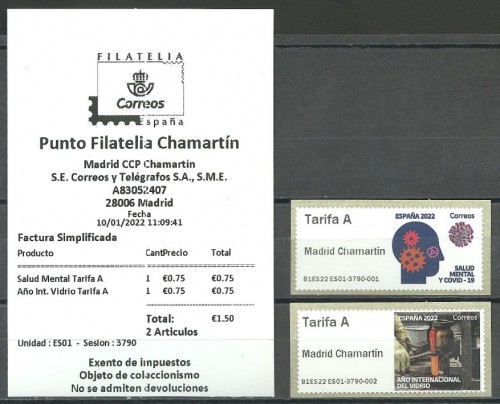 FILATELIA
Correos
España
Punto Filatelia Chamartín
Madrid CCP Chamartin
S.E. Correos y Telégrafos S.A., S.M.E.
A83052407
28006 Madrid
Fecha
10/01/2022 11:09:41
Factura Simplificada
Producto Cant Precio Total
Salud Mental Tarifa A 1 €0.75 €0.75
Año Int. Vidrio Tarifa A 1 €0.75 €0.75
Total: €1.50
2 Articulos
Unidad : ES01 - Sesion : 3790
Exento de impuestos
Objeto de coleccionismo
No se admiten devoluciones
Tarifa A
Madrid Chamartín
B1ES22 ES01-3790-001
ESPAÑA 2022 Correos
SALUD
MENTAL
Y COVID - 19
Tarifa A
Madrid Chamartín
B1ES22 ES01-3790-002
ESPAÑA 2022 Correos
AÑO INTERNACIONAL
DEL VIDRIO